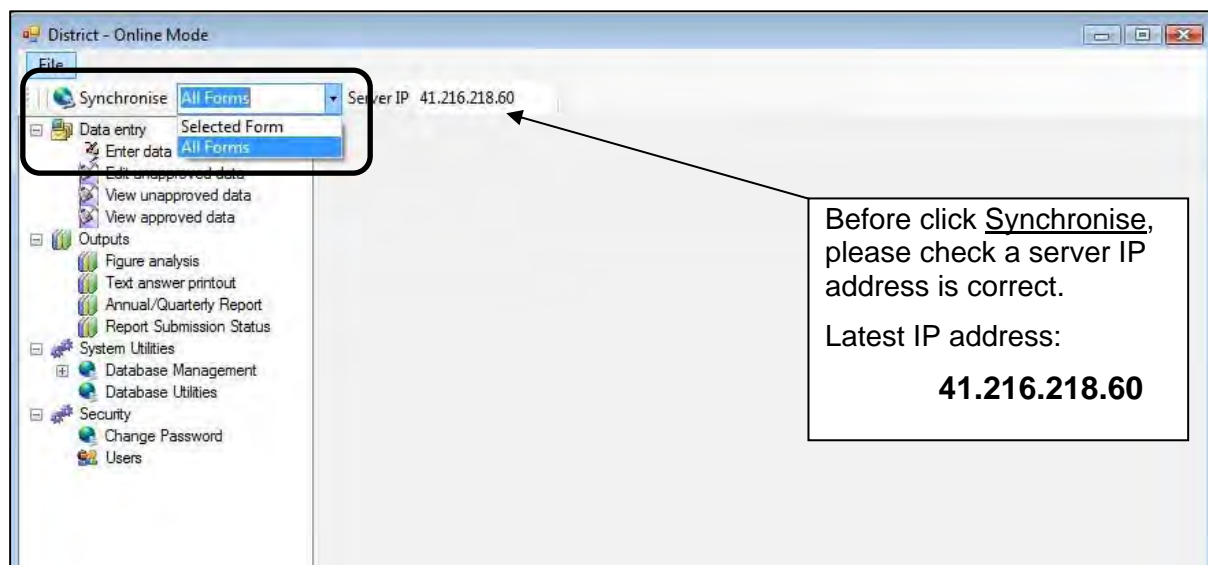 District - Online Mode
File
Synchronise All Forms Server IP 41.216.218.60
Selected Form
All Forms
Data entry
Enter data
Edit unapproved data
View unapproved data
View approved data
Outputs
Figure analysis
Text answer printout
Annual/Quarterly Report
Report Submission Status
System Utilities
Database Management
Database Utilities
Security
Change Password
Users
Before click Synchronise,
please check a server IP
address is correct.
Latest IP address:
41.216.218.60